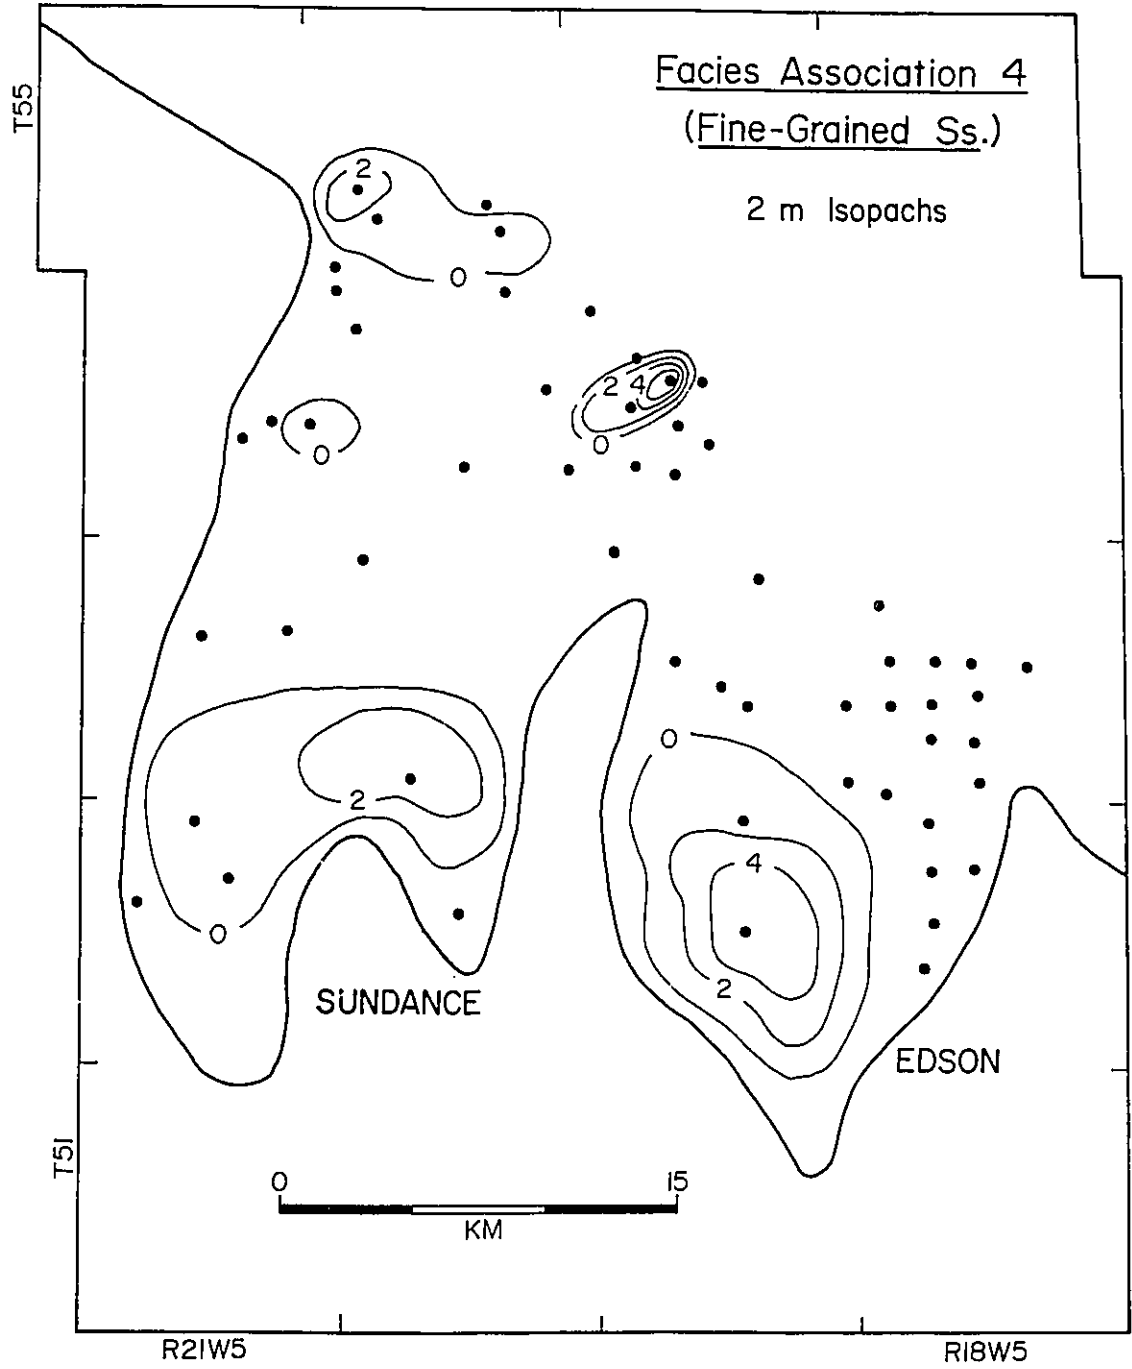 Facies Association 4
(Fine-Grained Ss.)
2 m Isopachs
T55
2
0
2 4
0
0
0
2
4
0
2
SUNDANCE
EDSON
T51
0 15
KM
R21W5 R18W5